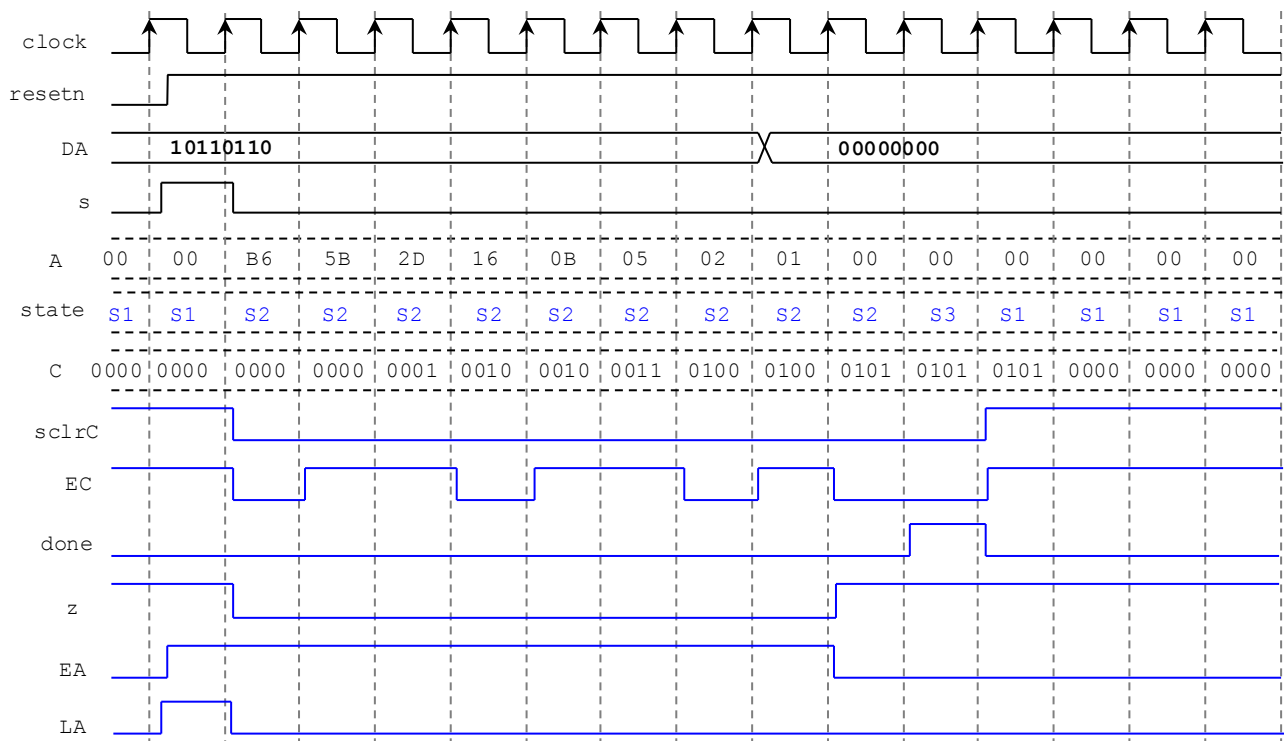 clock
resetn
DA 10110110 00000000
s
A 00 00 B6 5B 2D 16 0B 05 02 01 00 00 00 00 00 00
state S1 S1 S2 S2 S2 S2 S2 S2 S2 S2 S2 S3 S1 S1 S1 S1
C 0000 0000 0000 0000 0001 0010 0010 0011 0100 0100 0101 0101 0101 0000 0000 0000
sclrC
EC
done
z
EA
LA